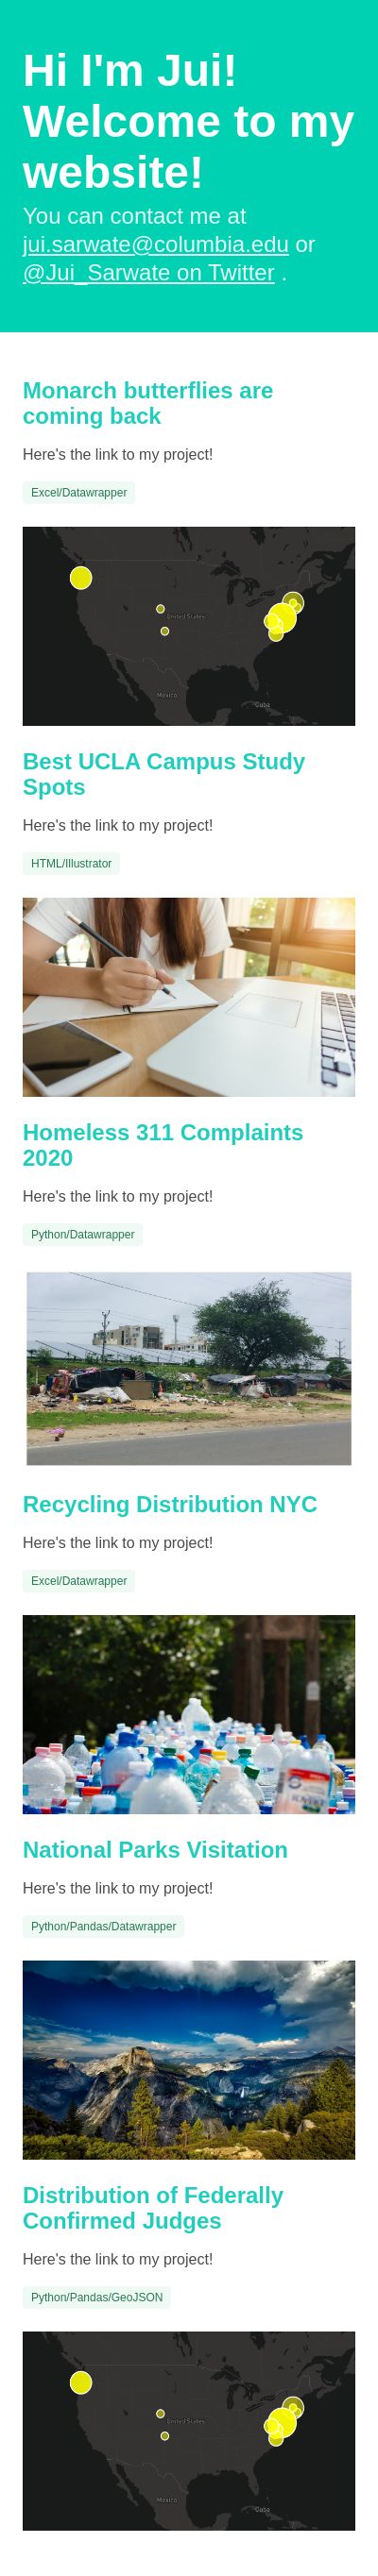 Hi I'm Jui!
Welcome to my
website!
You can contact me at
jui.sarwate@columbia.edu or
@Jui_Sarwate on Twitter .
Monarch butterflies are
coming back
Here's the link to my project!
Excel/Datawrapper
United States
Mexico
Cuba
Best UCLA Campus Study
Spots
Here's the link to my project!
HTML/Illustrator
Homeless 311 Complaints
2020
Here's the link to my project!
Python/Datawrapper
Recycling Distribution NYC
Here's the link to my project!
Excel/Datawrapper
National Parks Visitation
Here's the link to my project!
Python/Pandas/Datawrapper
Distribution of Federally
Confirmed Judges
Here's the link to my project!
Python/Pandas/GeoJSON
United States
Mexico
Cuba